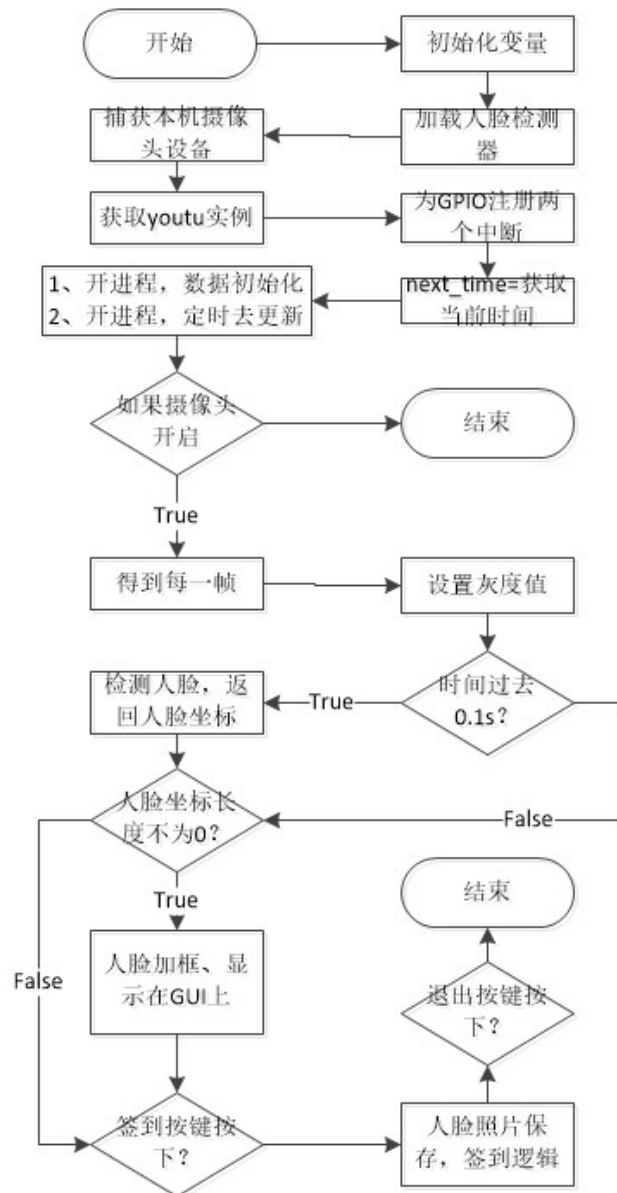 开始
初始化变量
捕获本机摄像
头设备
加载人脸检测
器
获取youtu实例
为GPIO注册两
个中断
1、开进程，数据初始化
2、开进程，定时去更新
next_time=获取
当前时间
如果摄像头
开启
结束
True
得到每一帧
设置灰度值
检测人脸，返
回人脸坐标
True
时间过去
0.1s？
人脸坐标长
度不为0？
False
True
结束
False
人脸加框、显
示在GUI上
退出按键按
下？
签到按键按
下？
人脸照片保
存，签到逻辑